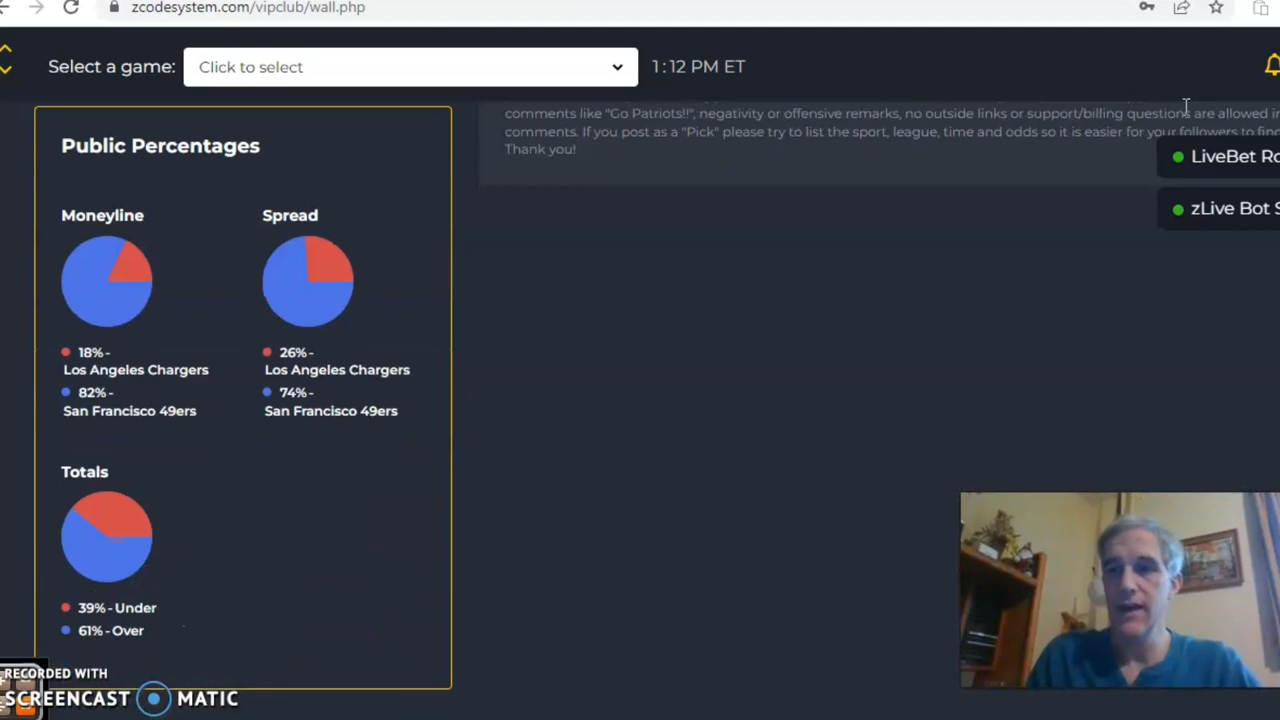 zcodesystem.com/vipclub/wall.php
Select a game: Click to select 1:12 PM ET
comments like "Go Patriots!!", negativity or offensive remarks, no outside links or support/billing questions are allowed in
comments. If you post as a "Pick" please try to list the sport, league, time and odds so it is easier for your followers to find
Thank you!
LiveBet Ro
zLive Bot S
Public Percentages
Moneyline
Spread
18% -
Los Angeles Chargers
82% -
San Francisco 49ers
26% -
Los Angeles Chargers
74% -
San Francisco 49ers
Totals
39% - Under
61% - Over
RECORDED WITH
SCREENCAST MATIC